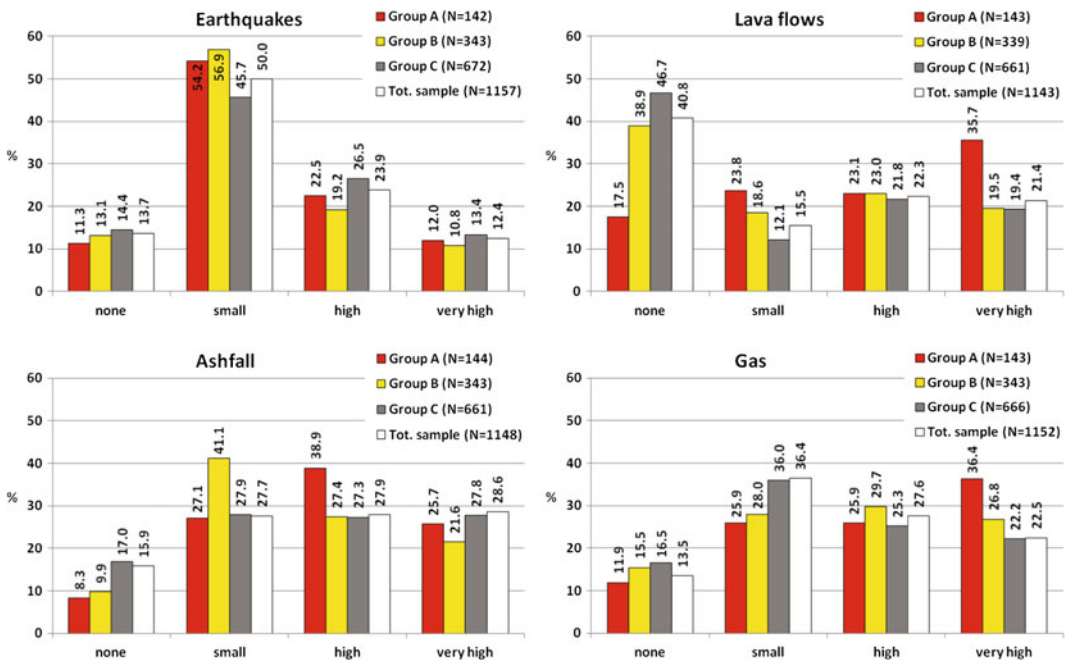 Earthquakes
Group A (N=142)
Group B (N=343)
Group C (N=672)
Tot. sample (N=1157)
%
60
50
40
30
20
10
0
11.3
13.1
14.4
13.7
54.2
56.9
45.7
50.0
22.5
19.2
26.5
23.9
12.0
10.8
13.4
12.4
none
small
high
very high
Lava flows
Group A (N=143)
Group B (N=339)
Group C (N=661)
Tot. sample (N=1143)
%
60
50
40
30
20
10
0
17.5
38.9
46.7
40.8
23.8
18.6
12.1
15.5
23.1
23.0
21.8
22.3
35.7
19.5
19.4
21.4
none
small
high
very high
Ashfall
Group A (N=144)
Group B (N=343)
Group C (N=661)
Tot. sample (N=1148)
%
60
50
40
30
20
10
0
8.3
9.9
17.0
15.9
27.1
41.1
27.9
27.7
38.9
27.4
27.3
27.9
25.7
21.6
27.8
28.6
none
small
high
very high
Gas
Group A (N=143)
Group B (N=343)
Group C (N=666)
Tot. sample (N=1152)
%
60
50
40
30
20
10
0
11.9
15.5
16.5
13.5
25.9
28.0
36.0
36.4
25.9
29.7
25.3
27.6
36.4
26.8
22.2
22.5
none
small
high
very high